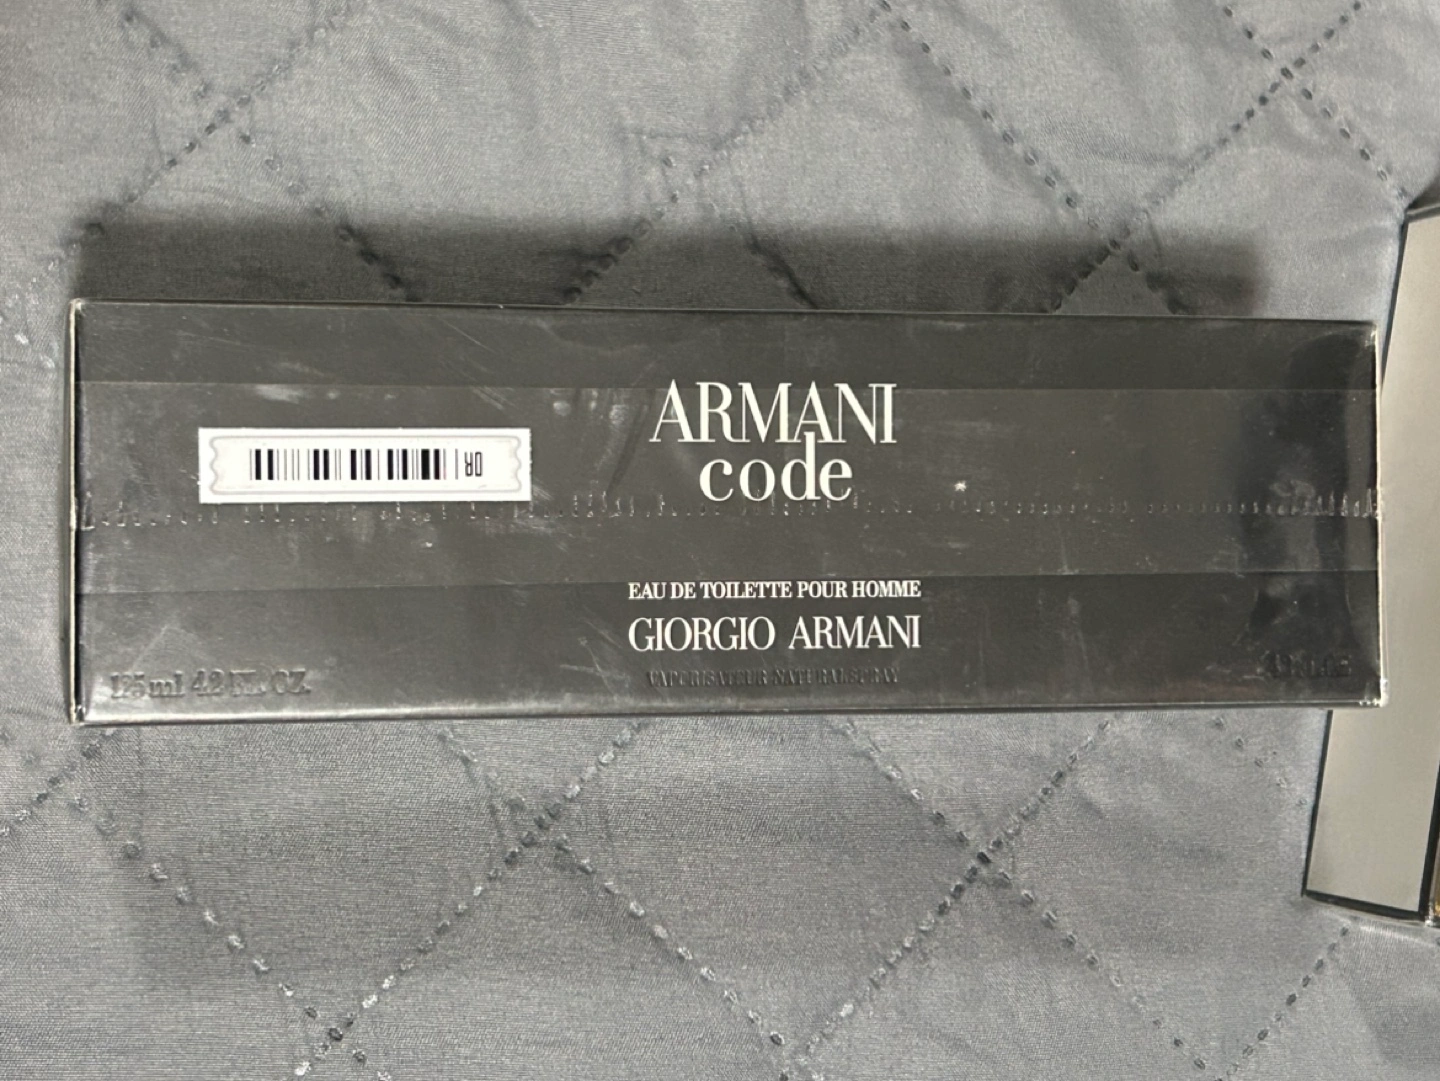 ARMANI
code
EAU DE TOILETTE POUR HOMME
GIORGIO ARMANI
VAPORISATEUR NATURAL SPRAY
125 ml 4.2 FL. OZ